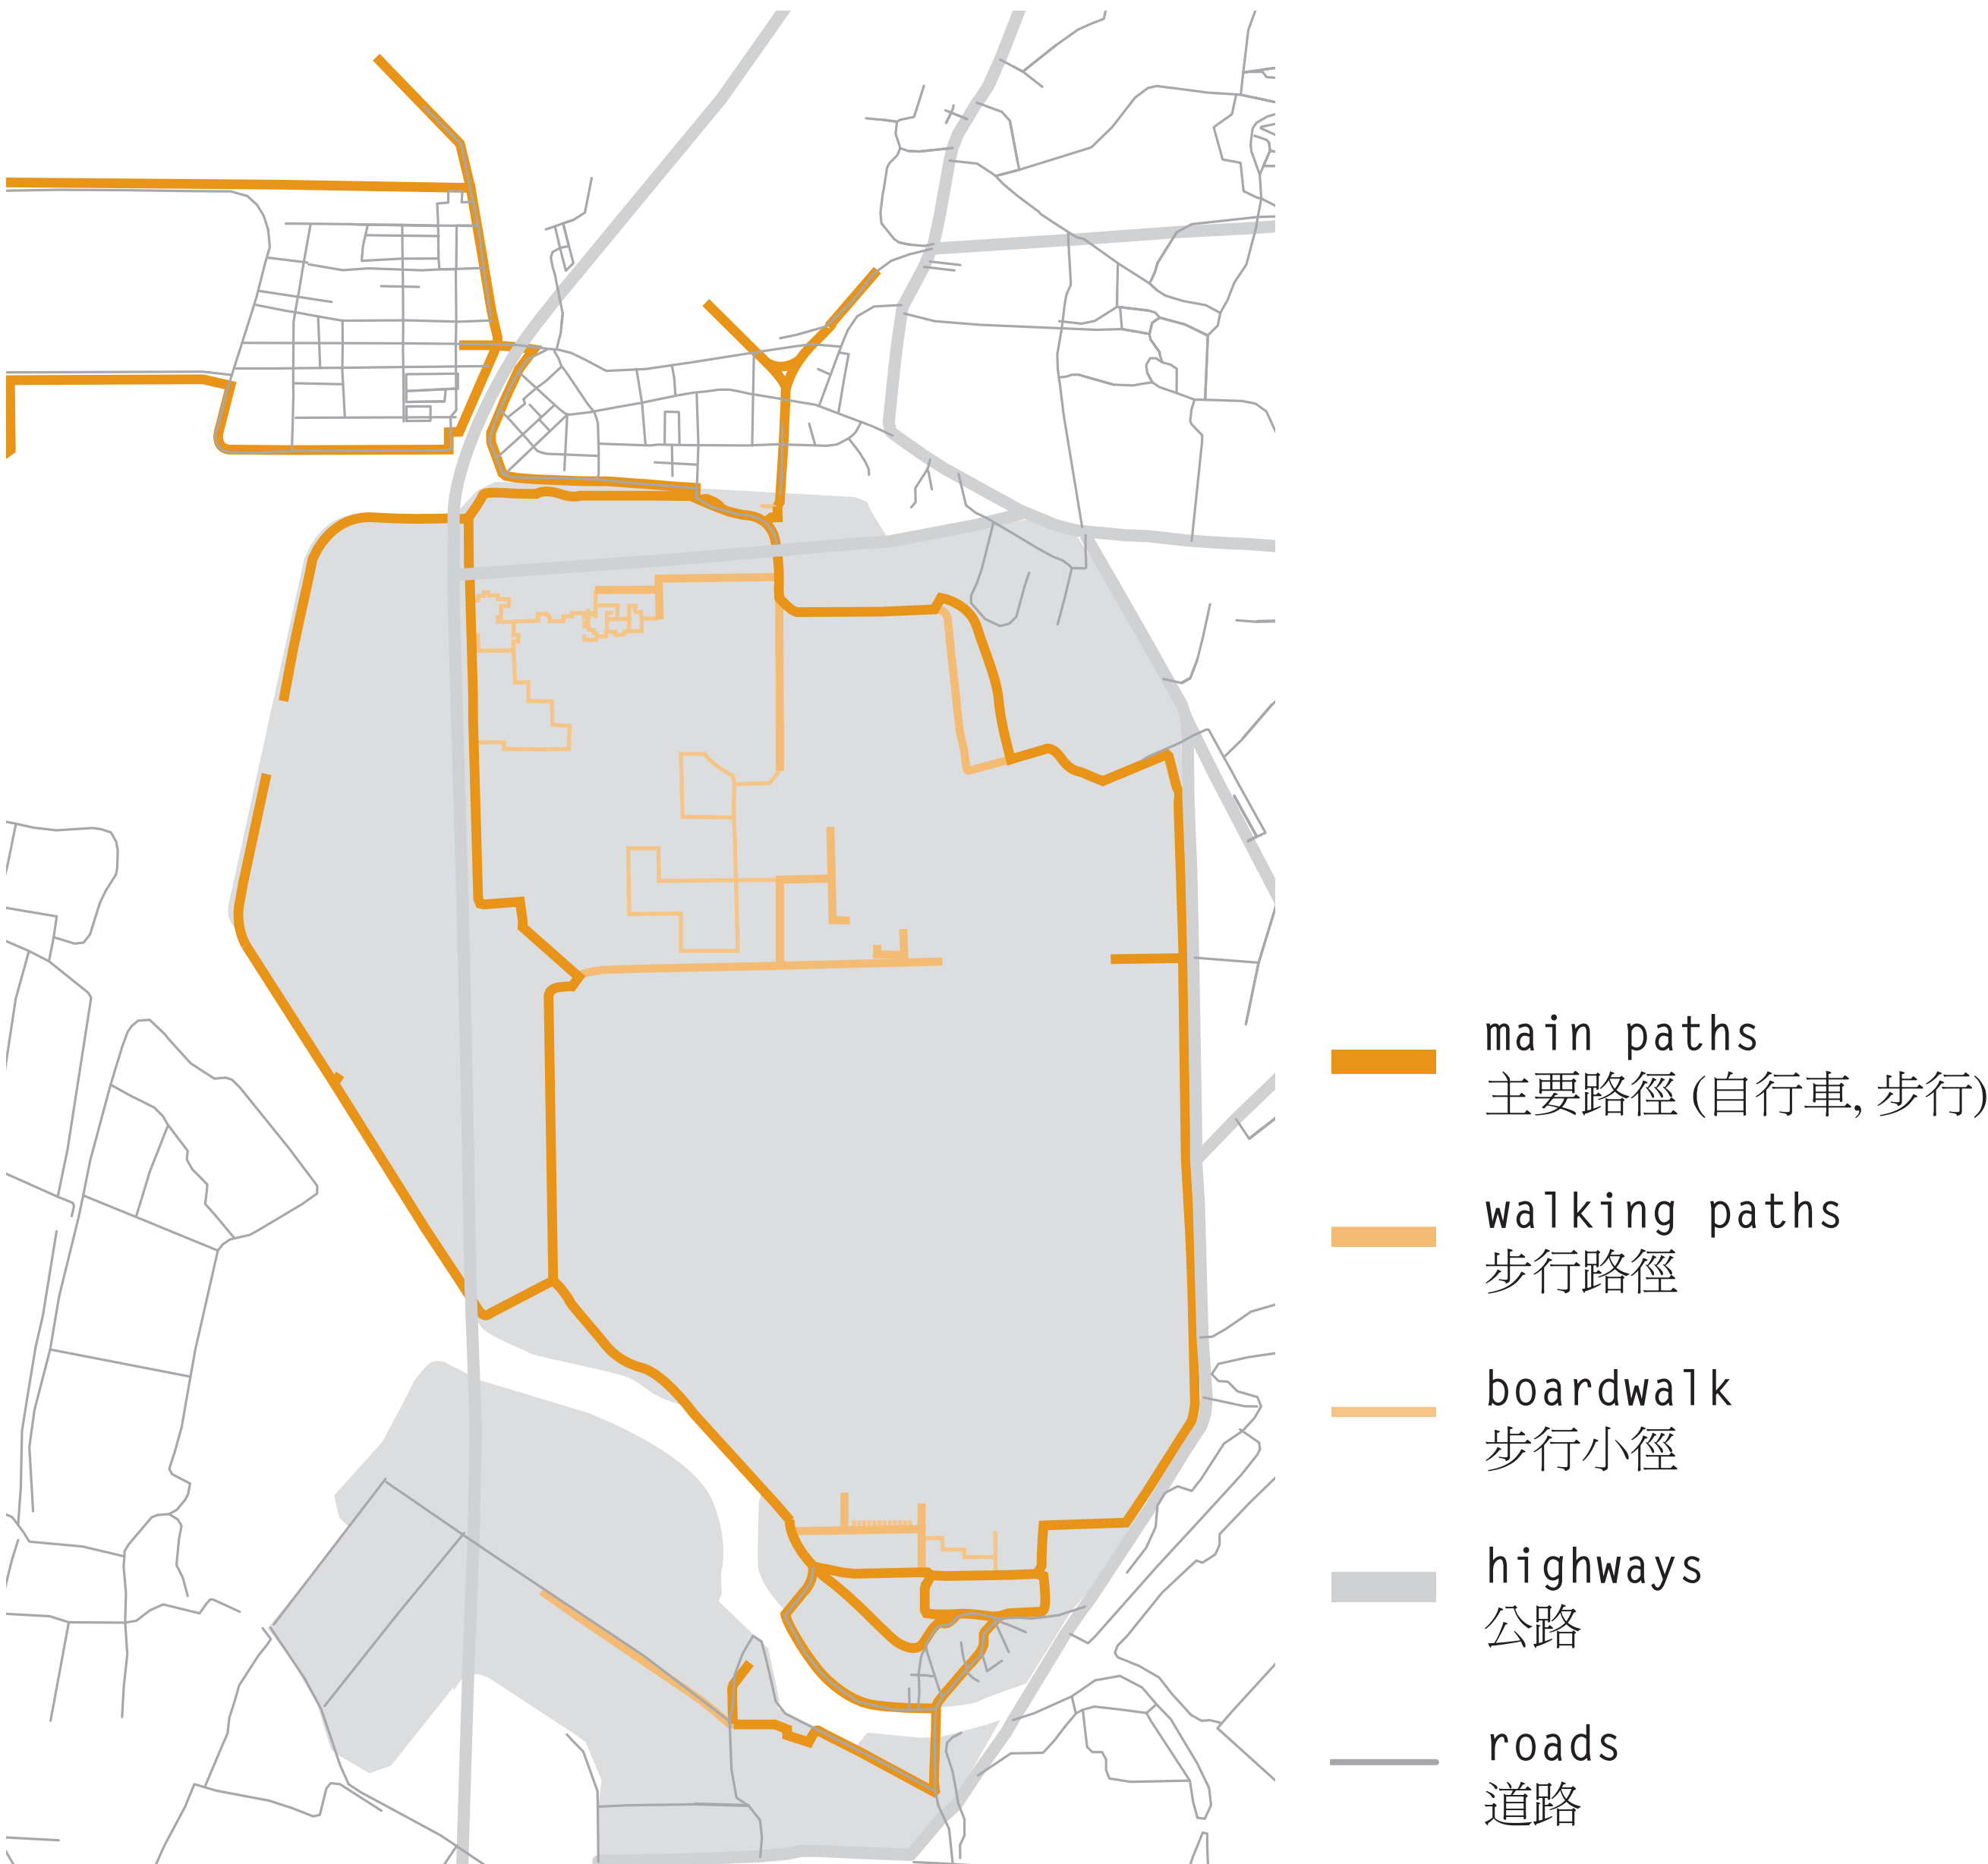 main paths
主要路徑 (自行車, 步行)
walking paths
步行路徑
boardwalk
步行小徑
highways
公路
roads
道路